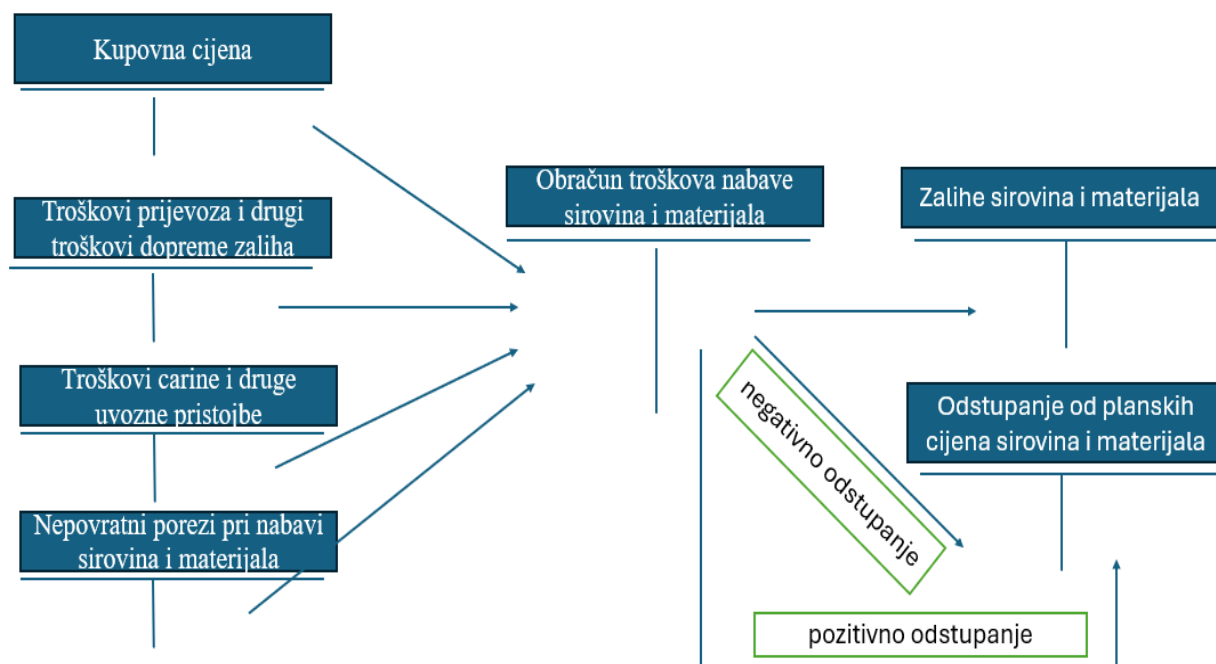 Kupovna cijena
Troškovi prijevoza i drugi
troškovi dopreme zaliha
Troškovi carine i druge
uvozne pristojbe
Nepovratni porezi pri nabavi
sirovina i materijala
Obračun troškova nabave
sirovina i materijala
Zalihe sirovina i materijala
Odstupanje od planskih
cijena sirovina i materijala
negativno odstupanje
pozitivno odstupanje